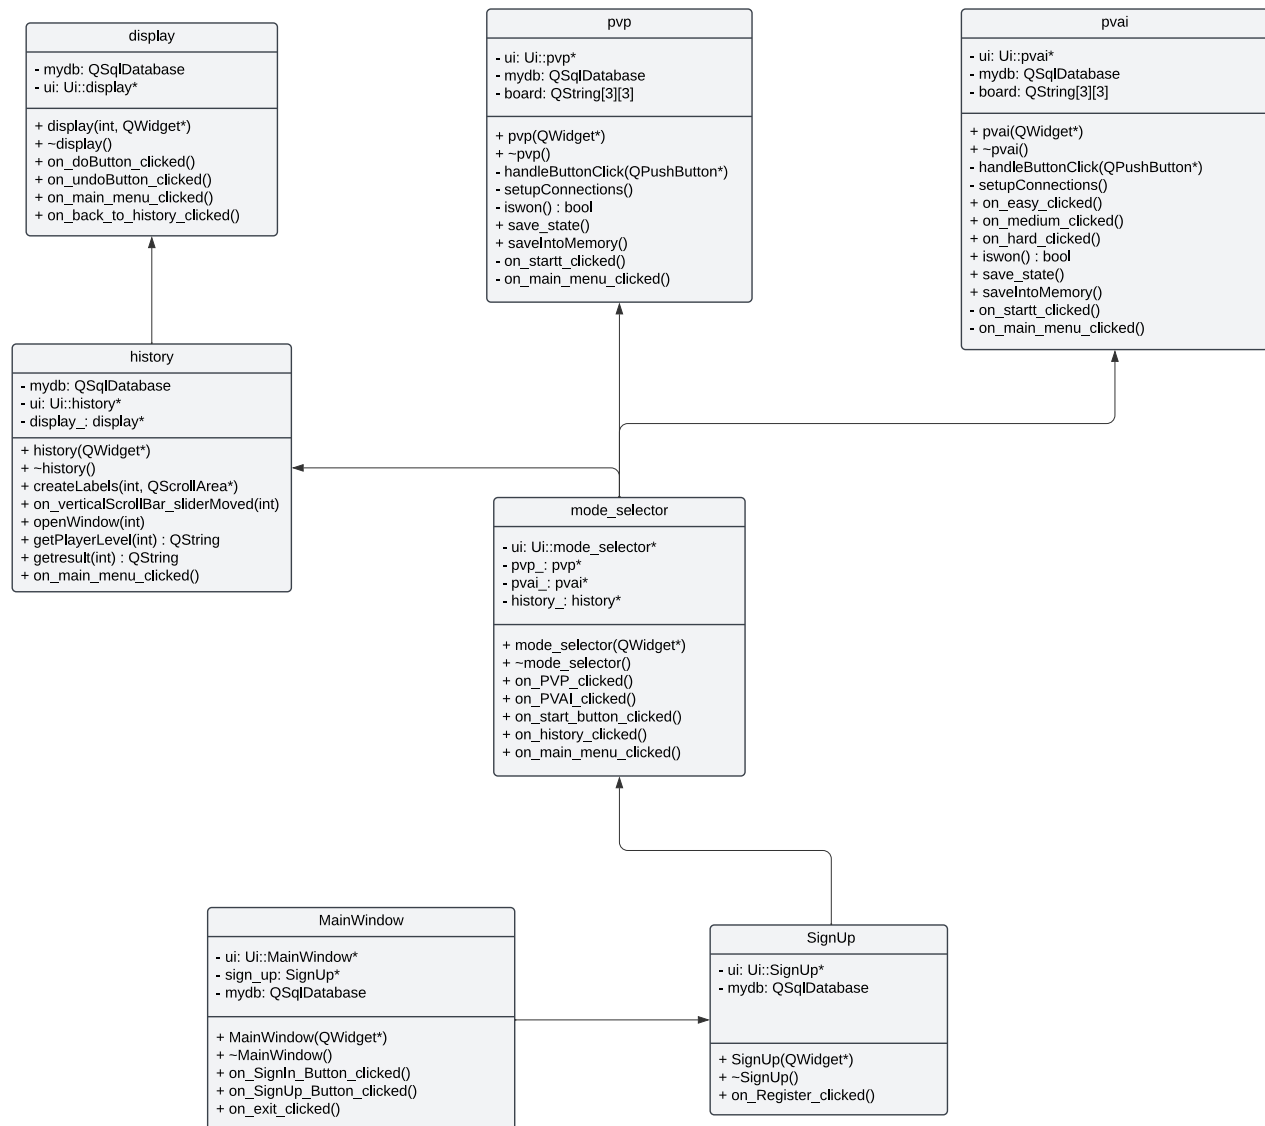 display
- mydb: QSqlDatabase
- ui: Ui::display*
+ display(int, QWidget*)
+ ~display()
+ on_doButton_clicked()
+ on_undoButton_clicked()
+ on_main_menu_clicked()
+ on_back_to_history_clicked()
pvp
- ui: Ui::pvp*
- mydb: QSqlDatabase
- board: QString[3][3]
+ pvp(QWidget*)
+ ~pvp()
- handleButtonClick(QPushButton*)
- setupConnections()
- iswon() : bool
+ save_state()
+ saveIntoMemory()
- on_startt_clicked()
- on_main_menu_clicked()
pvai
- ui: Ui::pvai*
- mydb: QSqlDatabase
- board: QString[3][3]
+ pvai(QWidget*)
+ ~pvai()
- handleButtonClick(QPushButton*)
- setupConnections()
+ on_easy_clicked()
+ on_medium_clicked()
+ on_hard_clicked()
+ iswon() : bool
+ save_state()
+ saveIntoMemory()
- on_startt_clicked()
- on_main_menu_clicked()
history
- mydb: QSqlDatabase
- ui: Ui::history*
- display_: display*
+ history(QWidget*)
+ ~history()
+ createLabels(int, QScrollArea*)
+ on_verticalScrollBar_sliderMoved(int)
+ openWindow(int)
+ getPlayerLevel(int) : QString
+ getresult(int) : QString
+ on_main_menu_clicked()
mode_selector
- ui: Ui::mode_selector*
- pvp_: pvp*
- pvai_: pvai*
- history_: history*
+ mode_selector(QWidget*)
+ ~mode_selector()
+ on_PVP_clicked()
+ on_PVAI_clicked()
+ on_start_button_clicked()
+ on_history_clicked()
+ on_main_menu_clicked()
MainWindow
- ui: Ui::MainWindow*
- sign_up: SignUp*
- mydb: QSqlDatabase
+ MainWindow(QWidget*)
+ ~MainWindow()
+ on_SignIn_Button_clicked()
+ on_SignUp_Button_clicked()
+ on_exit_clicked()
SignUp
- ui: Ui::SignUp*
- mydb: QSqlDatabase
+ SignUp(QWidget*)
+ ~SignUp()
+ on_Register_clicked()